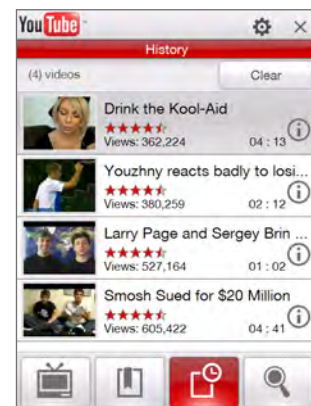 YouTube
History
(4) videos
Clear
Drink the Kool-Aid
Views: 362,224
04 : 13
Youzhny reacts badly to losi...
Views: 380,259
02 : 12
Larry Page and Sergey Brin ...
Views: 527,164
01 : 02
Smosh Sued for $20 Million
Views: 605,422
04 : 41